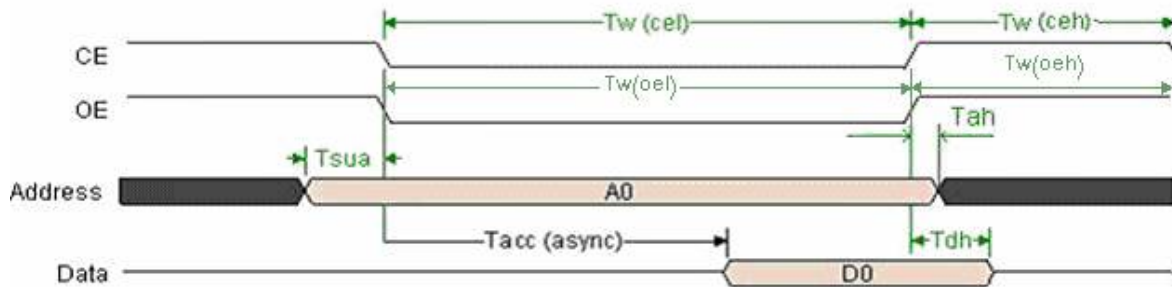 Tw (cel) Tw (ceh)
CE
Tw(oel) Tw(oeh)
OE
Tah
Tsua
Address A0
Tacc (async) Tdh
Data D0